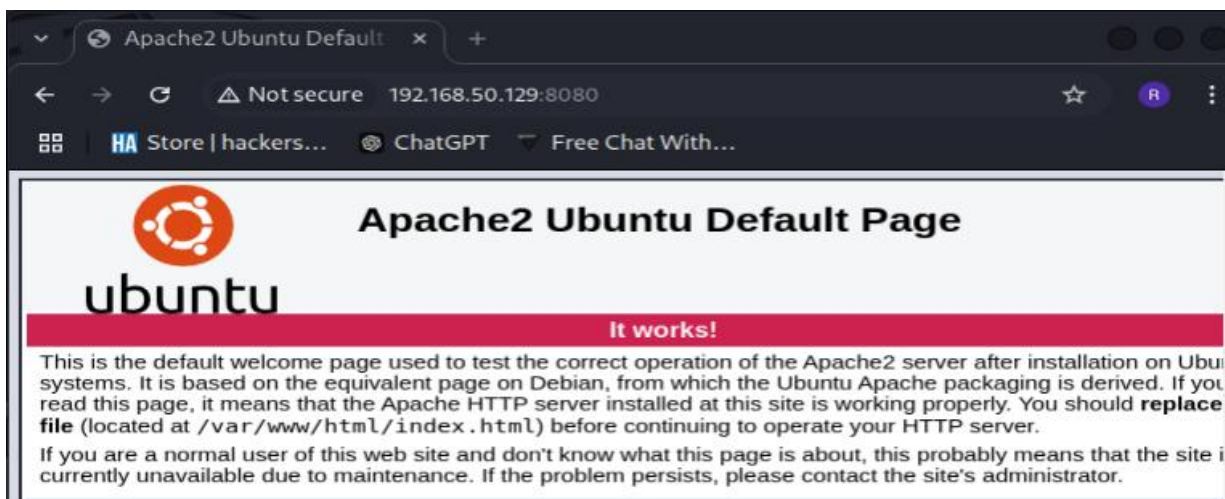 Apache2 Ubuntu Default
Not secure 192.168.50.129:8080
R
HA Store | hackers... ChatGPT Free Chat With...
ubuntu
Apache2 Ubuntu Default Page
It works!
This is the default welcome page used to test the correct operation of the Apache2 server after installation on Ubu
systems. It is based on the equivalent page on Debian, from which the Ubuntu Apache packaging is derived. If you
read this page, it means that the Apache HTTP server installed at this site is working properly. You should replace
file (located at /var/www/html/index.html) before continuing to operate your HTTP server.
If you are a normal user of this web site and don't know what this page is about, this probably means that the site i
currently unavailable due to maintenance. If the problem persists, please contact the site's administrator.